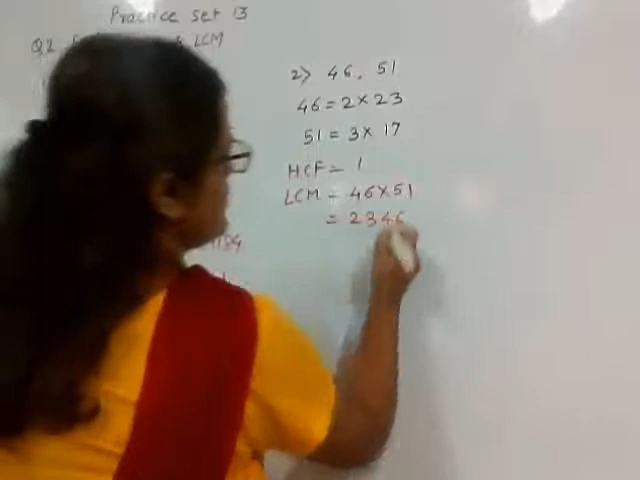 Practice set 13
Q2 & LCM
2> 46, 51
46 = 2 × 23
51 = 3 × 17
HCF = 1
LCM = 46 × 51
= 2346